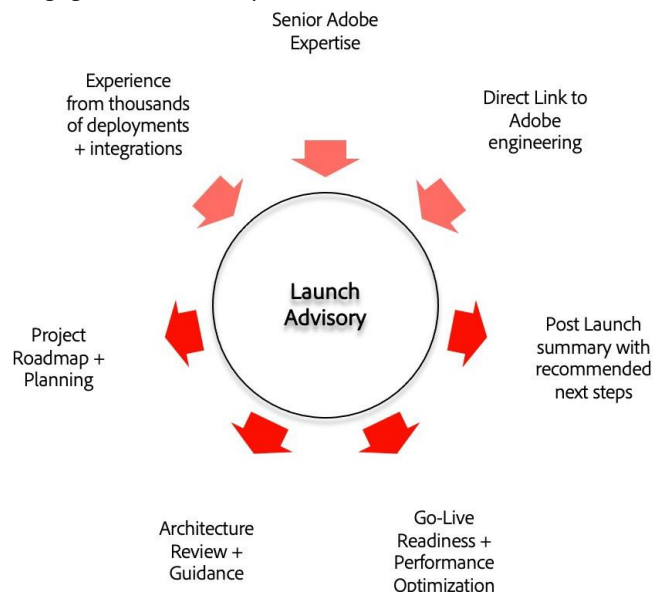 Senior Adobe
Expertise
Experience
from thousands
of deployments
+ integrations
Direct Link to
Adobe
engineering
Launch
Advisory
Project
Roadmap +
Planning
Post Launch
summary with
recommended
next steps
Architecture
Review +
Guidance
Go-Live
Readiness +
Performance
Optimization